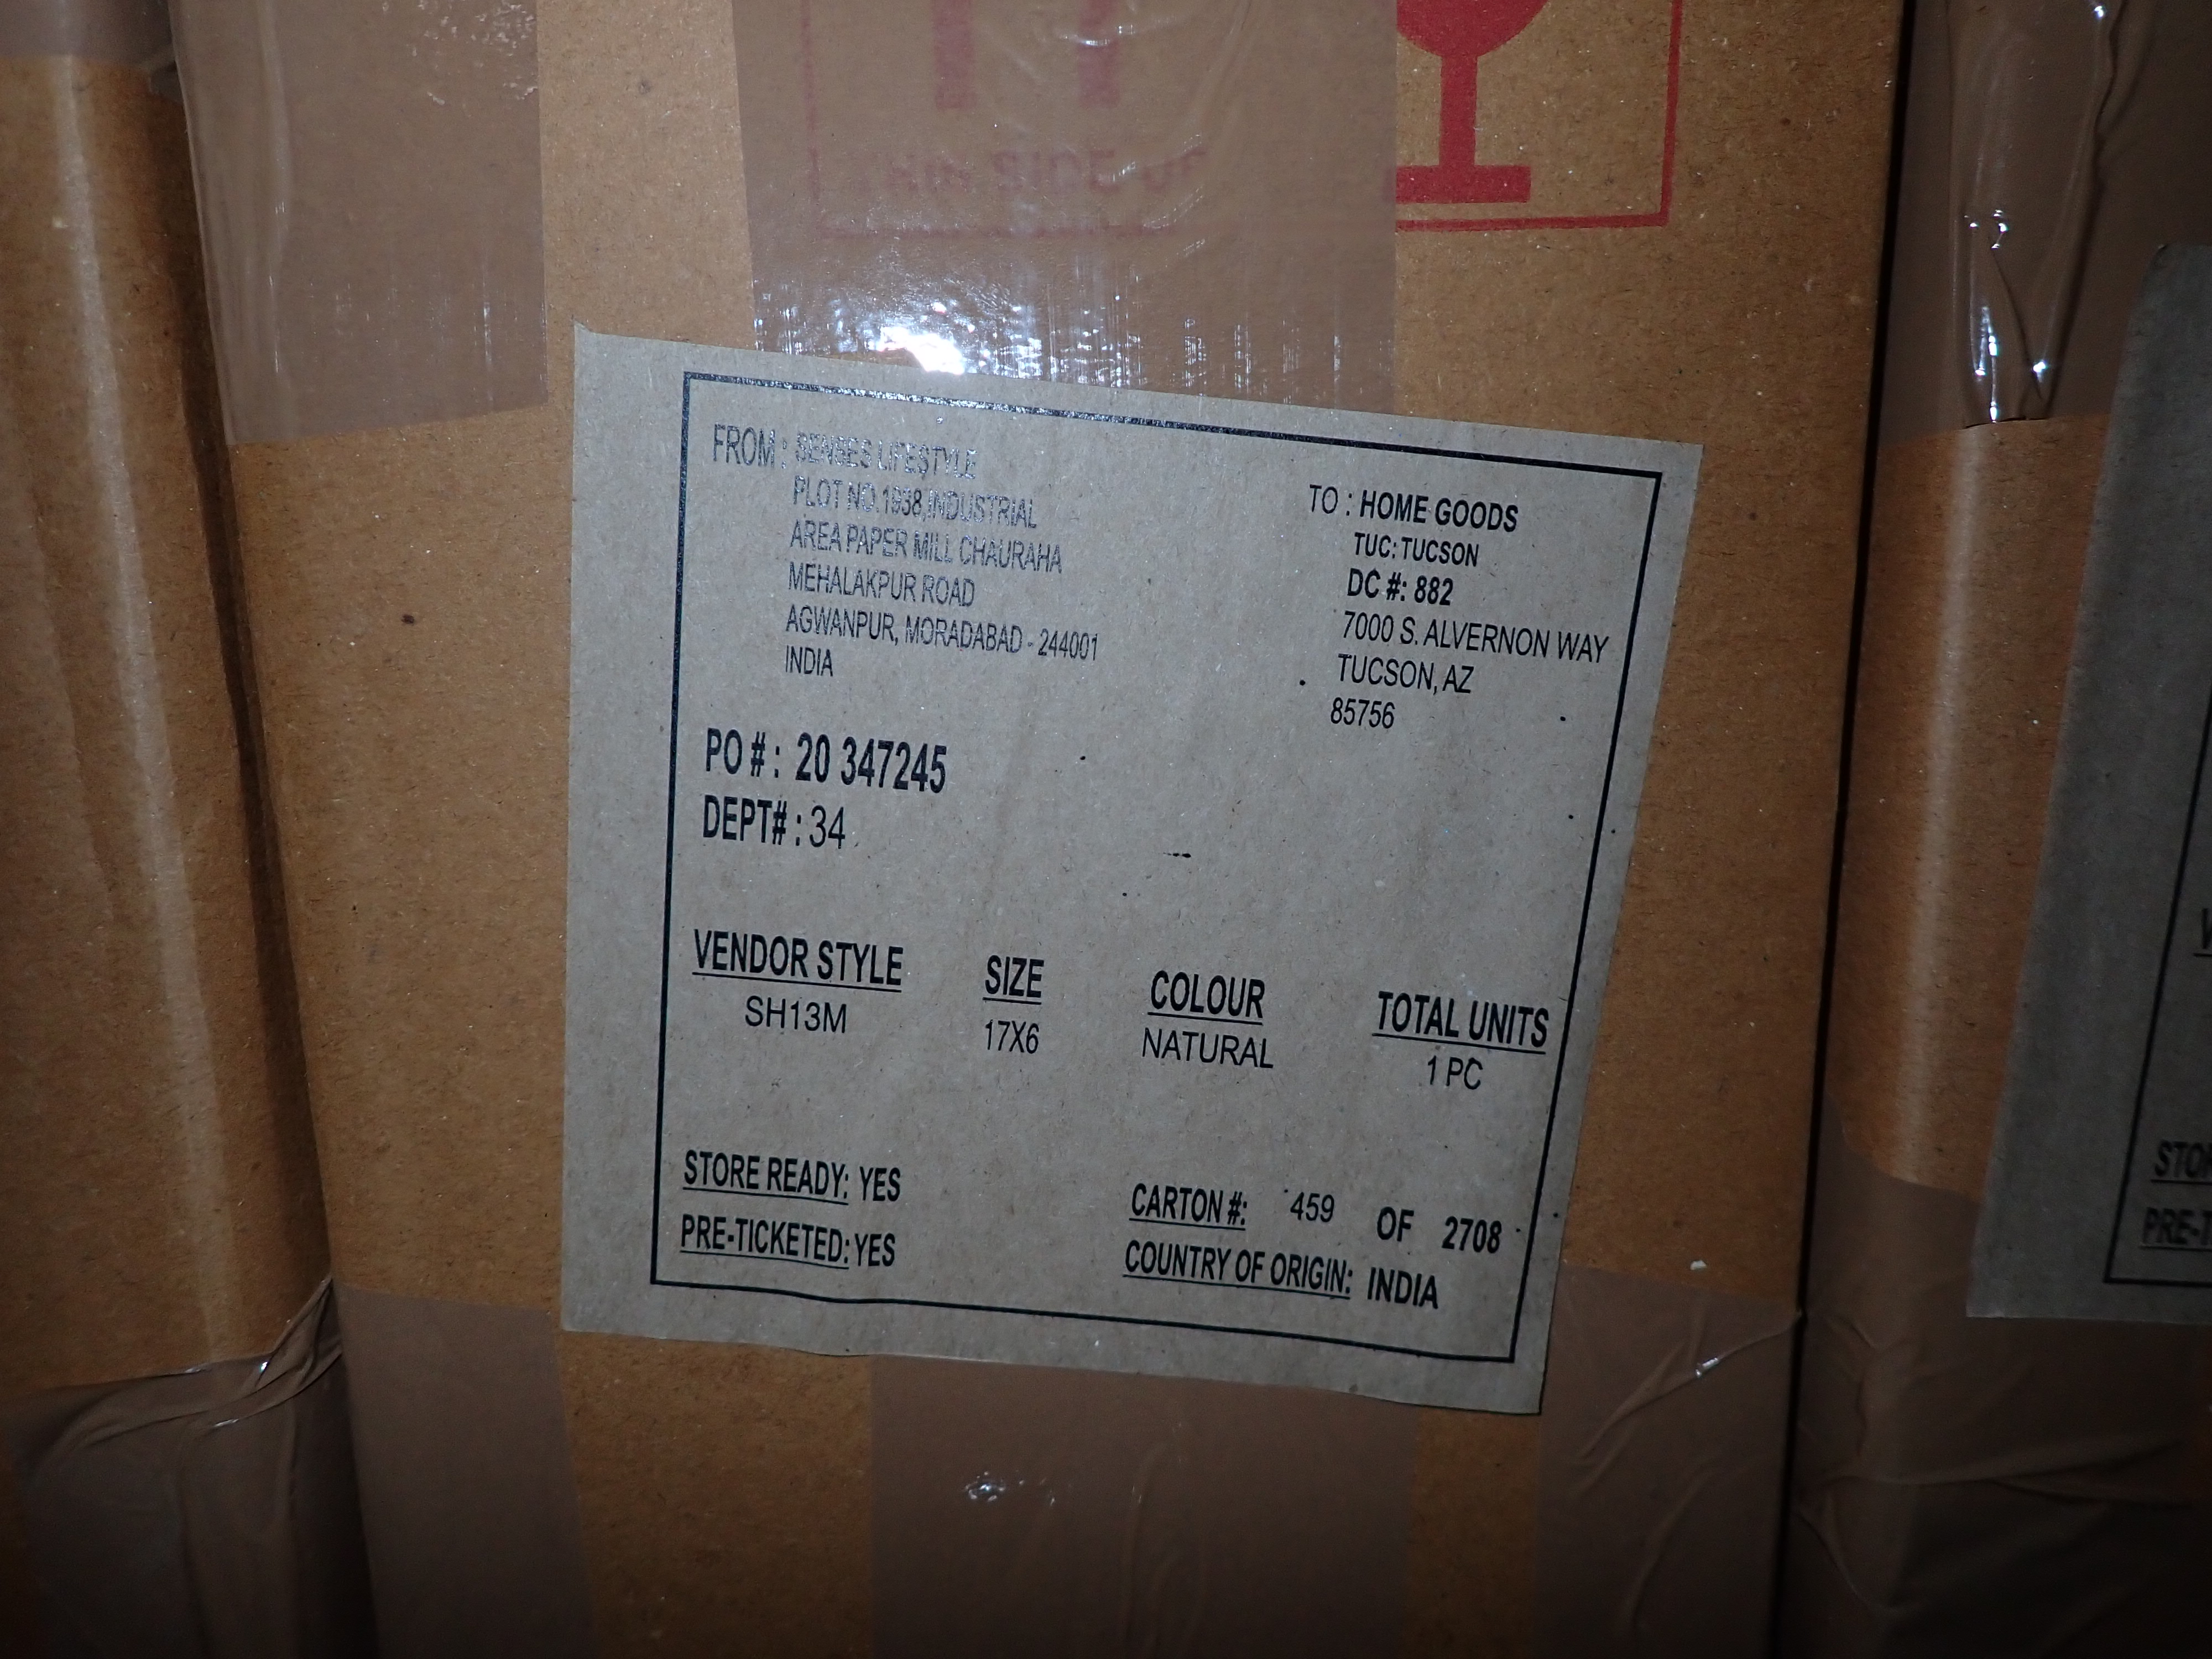 THIS SIDE UP
FROM : SENSES LIFESTYLE
PLOT NO. 1938, INDUSTRIAL
AREA PAPER MILL CHAURAHA
MEHALAKPUR ROAD
AGWANPUR, MORADABAD - 244001
INDIA
TO : HOME GOODS
TUC: TUCSON
DC #: 882
7000 S. ALVERNON WAY
TUCSON, AZ
85756
PO # : 20 347245
DEPT# : 34
VENDOR STYLE SIZE COLOUR TOTAL UNITS
SH13M 17X6 NATURAL 1 PC
STORE READY: YES
PRE-TICKETED: YES
CARTON #: 459 OF 2708
COUNTRY OF ORIGIN: INDIA